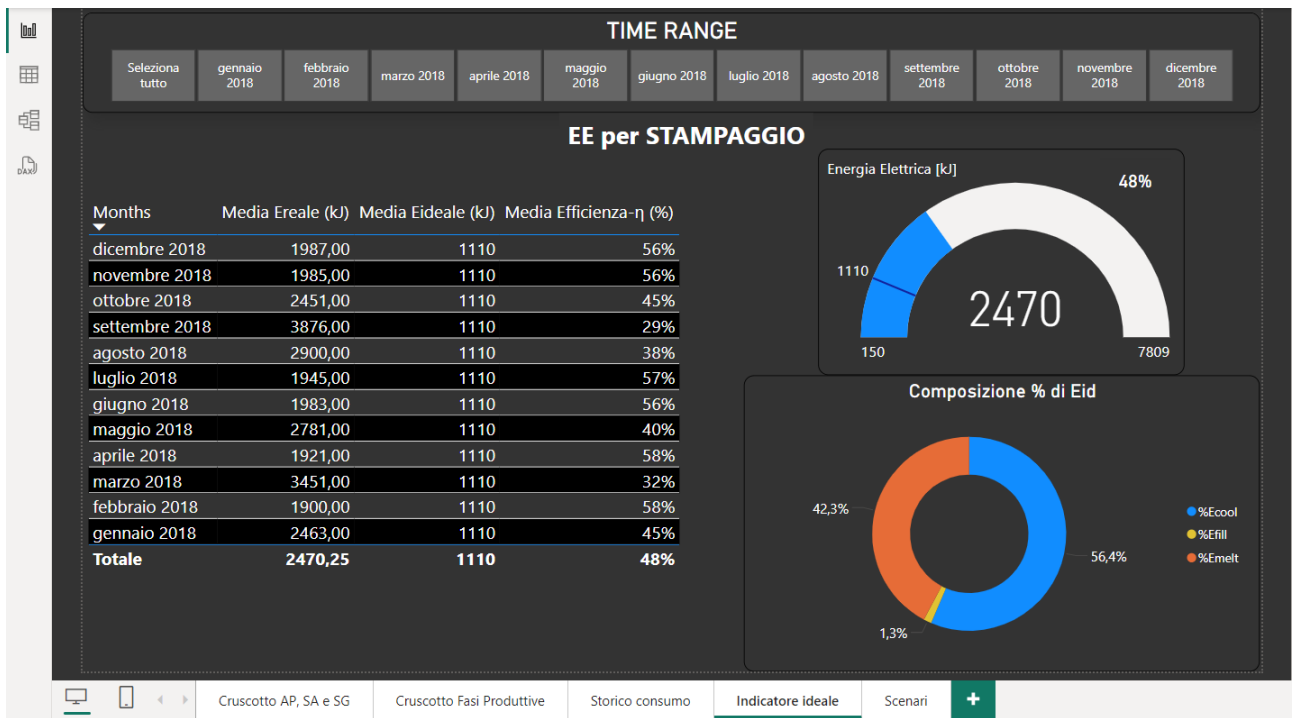 TIME RANGE
Seleziona tutto
gennaio 2018
febbraio 2018
marzo 2018
aprile 2018
maggio 2018
giugno 2018
luglio 2018
agosto 2018
settembre 2018
ottobre 2018
novembre 2018
dicembre 2018
DAX
EE per STAMPAGGIO
Months Media Ereale (kJ) Media Eideale (kJ) Media Efficienza-η (%)
dicembre 2018 1987,00 1110 56%
novembre 2018 1985,00 1110 56%
ottobre 2018 2451,00 1110 45%
settembre 2018 3876,00 1110 29%
agosto 2018 2900,00 1110 38%
luglio 2018 1945,00 1110 57%
giugno 2018 1983,00 1110 56%
maggio 2018 2781,00 1110 40%
aprile 2018 1921,00 1110 58%
marzo 2018 3451,00 1110 32%
febbraio 2018 1900,00 1110 58%
gennaio 2018 2463,00 1110 45%
Totale 2470,25 1110 48%
Energia Elettrica [kJ]
48%
1110
2470
150
7809
Composizione % di Eid
42,3%
56,4%
1,3%
%Ecool
%Efill
%Emelt
Cruscotto AP, SA e SG
Cruscotto Fasi Produttive
Storico consumo
Indicatore ideale
Scenari
+